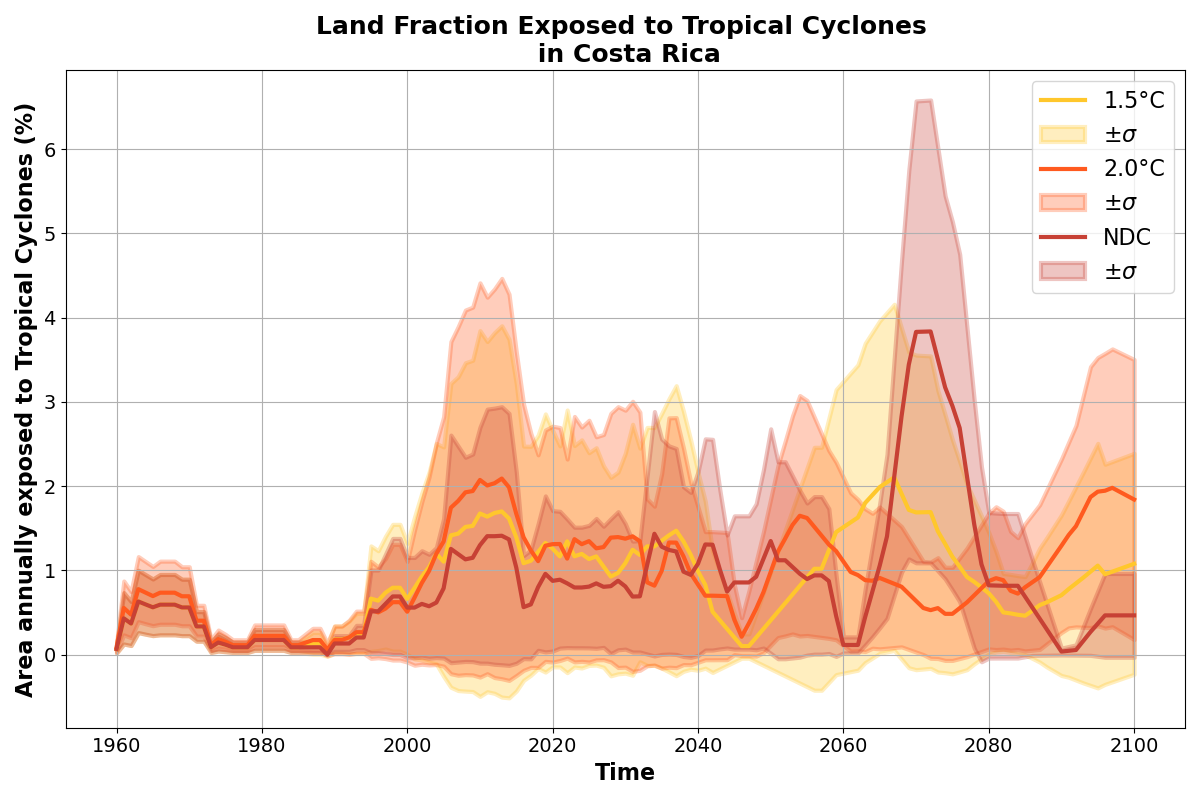 Land Fraction Exposed to Tropical Cyclones
in Costa Rica
Area annually exposed to Tropical Cyclones (%)
6
5
4
3
2
1
0
1960 1980 2000 2020 2040 2060 2080 2100
Time
1.5°C
±σ
2.0°C
±σ
NDC
±σ